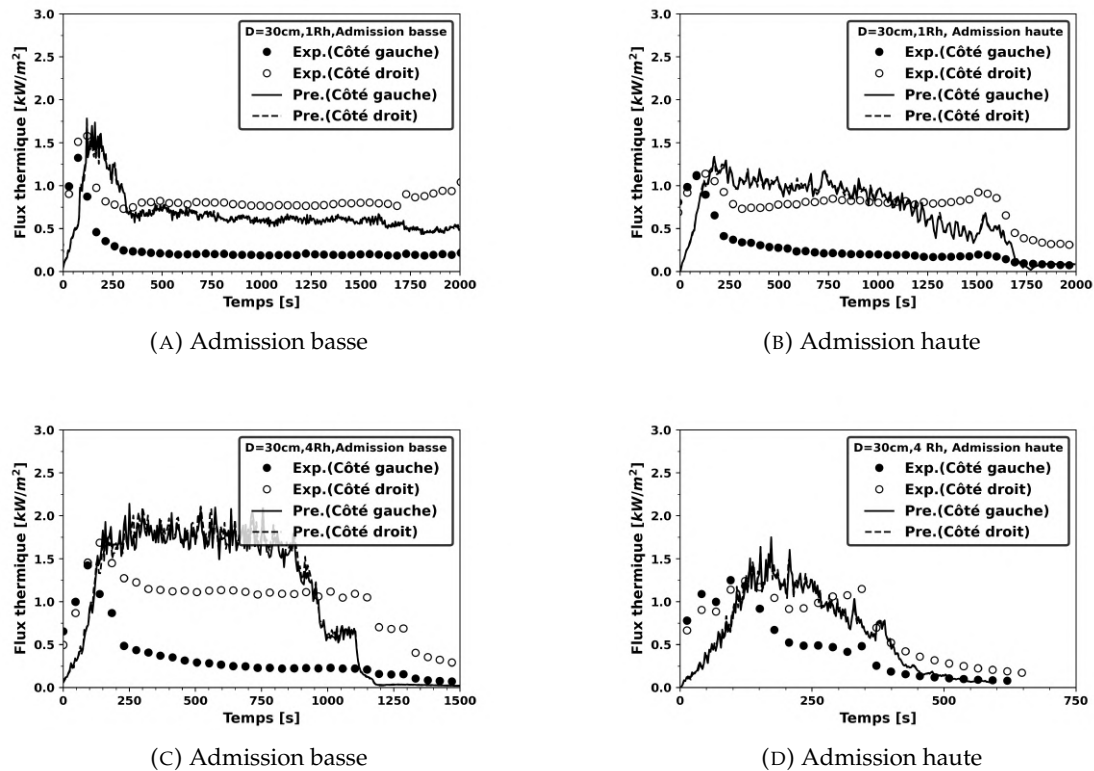 D=30cm,1Rh,Admission basse
Exp.(Côté gauche)
Exp.(Côté droit)
Pre.(Côté gauche)
Pre.(Côté droit)
Flux thermique [kW/m²]
3.0
2.5
2.0
1.5
1.0
0.5
0.0
0 250 500 750 1000 1250 1500 1750 2000
Temps [s]
(A) Admission basse
D=30cm,1Rh, Admission haute
Exp.(Côté gauche)
Exp.(Côté droit)
Pre.(Côté gauche)
Pre.(Côté droit)
Flux thermique [kW/m²]
3.0
2.5
2.0
1.5
1.0
0.5
0.0
0 250 500 750 1000 1250 1500 1750 2000
Temps [s]
(B) Admission haute
D=30cm,4Rh,Admission basse
Exp.(Côté gauche)
Exp.(Côté droit)
Pre.(Côté gauche)
Pre.(Côté droit)
Flux thermique [kW/m²]
3.0
2.5
2.0
1.5
1.0
0.5
0.0
0 250 500 750 1000 1250 1500
Temps [s]
(C) Admission basse
D=30cm,4 Rh, Admission haute
Exp.(Côté gauche)
Exp.(Côté droit)
Pre.(Côté gauche)
Pre.(Côté droit)
Flux thermique [kW/m²]
3.0
2.5
2.0
1.5
1.0
0.5
0.0
0 250 500 750
Temps [s]
(D) Admission haute